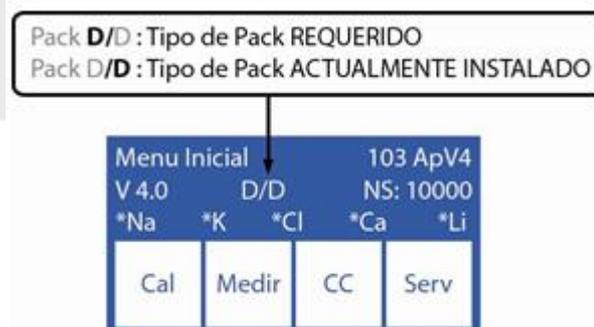 Pack D/D : Tipo de Pack REQUERIDO
Pack D/D : Tipo de Pack ACTUALMENTE INSTALADO
Menu Inicial 103 ApV4
V 4.0 D/D NS: 10000
*Na *K *Cl *Ca *Li
Cal Medir CC Serv